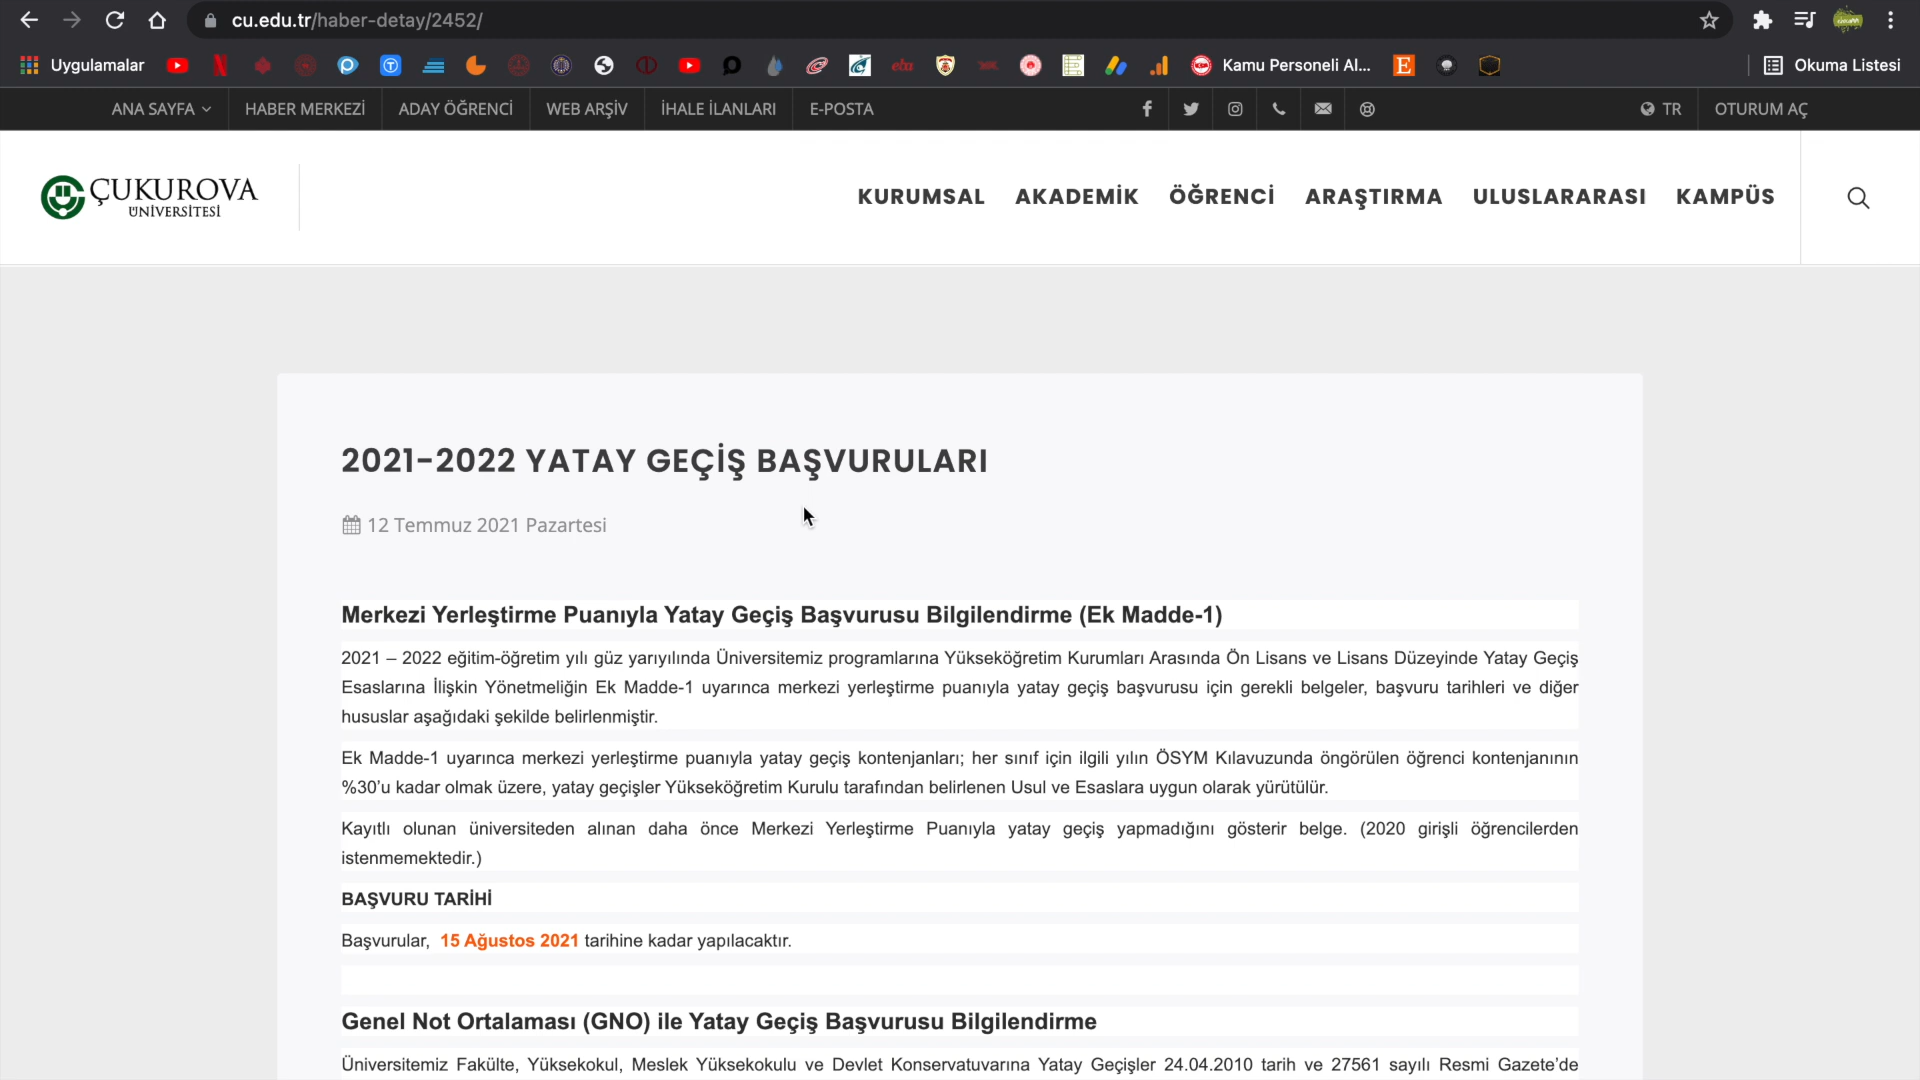 cu.edu.tr/haber-detay/2452/
Uygulamalar
eba
Kamu Personeli Al...
Okuma Listesi
ANA SAYFA
HABER MERKEZİ
ADAY ÖĞRENCİ
WEB ARŞİV
İHALE İLANLARI
E-POSTA
TR
OTURUM AÇ
ÇUKUROVA
ÜNİVERSİTESİ
KURUMSAL
AKADEMİK
ÖĞRENCİ
ARAŞTIRMA
ULUSLARARASI
KAMPÜS
2021-2022 YATAY GEÇİŞ BAŞVURULARI
12 Temmuz 2021 Pazartesi
Merkezi Yerleştirme Puanıyla Yatay Geçiş Başvurusu Bilgilendirme (Ek Madde-1)
2021 – 2022 eğitim-öğretim yılı güz yarıyılında Üniversitemiz programlarına Yükseköğretim Kurumları Arasında Ön Lisans ve Lisans Düzeyinde Yatay Geçiş
Esaslarına İlişkin Yönetmeliğin Ek Madde-1 uyarınca merkezi yerleştirme puanıyla yatay geçiş başvurusu için gerekli belgeler, başvuru tarihleri ve diğer
hususlar aşağıdaki şekilde belirlenmiştir.
Ek Madde-1 uyarınca merkezi yerleştirme puanıyla yatay geçiş kontenjanları; her sınıf için ilgili yılın ÖSYM Kılavuzunda öngörülen öğrenci kontenjanının
%30’u kadar olmak üzere, yatay geçişler Yükseköğretim Kurulu tarafından belirlenen Usul ve Esaslara uygun olarak yürütülür.
Kayıtlı olunan üniversiteden alınan daha önce Merkezi Yerleştirme Puanıyla yatay geçiş yapmadığını gösterir belge. (2020 girişli öğrencilerden
istenmemektedir.)
BAŞVURU TARİHİ
Başvurular, 15 Ağustos 2021 tarihine kadar yapılacaktır.
Genel Not Ortalaması (GNO) ile Yatay Geçiş Başvurusu Bilgilendirme
Üniversitemiz Fakülte, Yüksekokul, Meslek Yüksekokulu ve Devlet Konservatuvarına Yatay Geçişler 24.04.2010 tarih ve 27561 sayılı Resmi Gazete’de